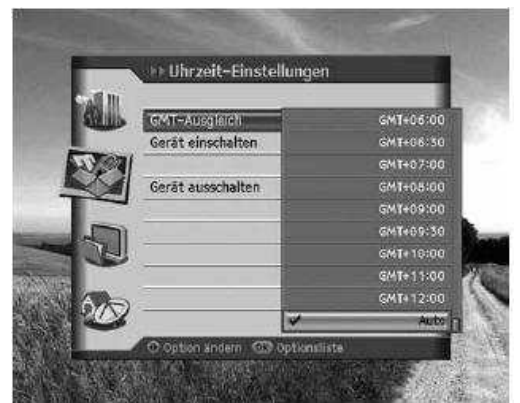 Uhrzeit-Einstellungen
GMT-Ausgleich
Gerät einschalten
Gerät ausschalten
GMT+06:00
GMT+06:30
GMT+07:00
GMT+08:00
GMT+09:00
GMT+09:30
GMT+10:00
GMT+11:00
GMT+12:00
Auto
Option ändern OK Optionsliste